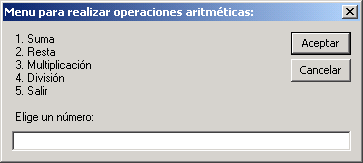 Menu para realizar operaciones aritméticas:
1. Suma
2. Resta
3. Multiplicación
4. División
5. Salir
Elige un número:
Aceptar
Cancelar